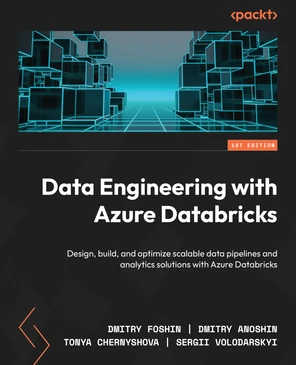 <packt>
1ST EDITION
Data Engineering with
Azure Databricks
Design, build, and optimize scalable data pipelines and
analytics solutions with Azure Databricks
DMITRY FOSHIN | DMITRY ANOSHIN
TONYA CHERNYSHOVA | SERGII VOLODARSKYI